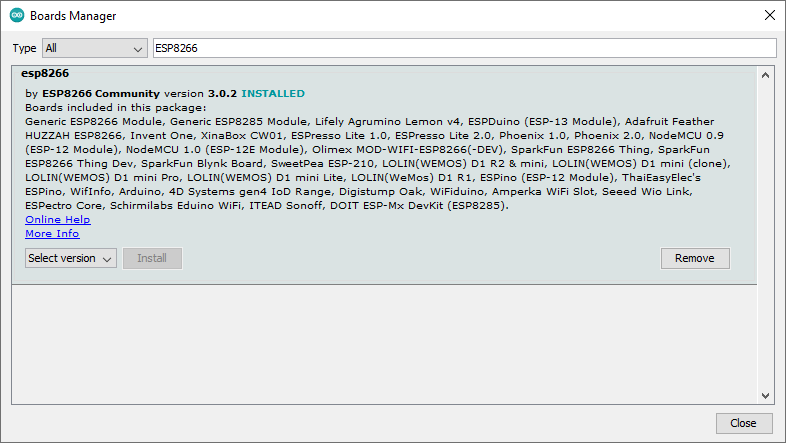 Boards Manager
Type All ESP8266
esp8266
by ESP8266 Community version 3.0.2 INSTALLED
Boards included in this package:
Generic ESP8266 Module, Generic ESP8285 Module, Lifely Agrumino Lemon v4, ESPDuino (ESP-13 Module), Adafruit Feather
HUZZAH ESP8266, Invent One, XinaBox CW01, ESPresso Lite 1.0, ESPresso Lite 2.0, Phoenix 1.0, Phoenix 2.0, NodeMCU 0.9
(ESP-12 Module), NodeMCU 1.0 (ESP-12E Module), Olimex MOD-WIFI-ESP8266(-DEV), SparkFun ESP8266 Thing, SparkFun
ESP8266 Thing Dev, SparkFun Blynk Board, SweetPea ESP-210, LOLIN(WEMOS) D1 R2 & mini, LOLIN(WEMOS) D1 mini (clone),
LOLIN(WEMOS) D1 mini Pro, LOLIN(WEMOS) D1 mini Lite, LOLIN(WeMos) D1 R1, ESPino (ESP-12 Module), ThaiEasyElec's
ESPino, WifInfo, Arduino, 4D Systems gen4 IoD Range, Digistump Oak, WiFiduino, Amperka WiFi Slot, Seeed Wio Link,
ESPectro Core, Schirmilabs Eduino WiFi, ITEAD Sonoff, DOIT ESP-Mx DevKit (ESP8285).
Online Help
More Info
Select version Install Remove
Close